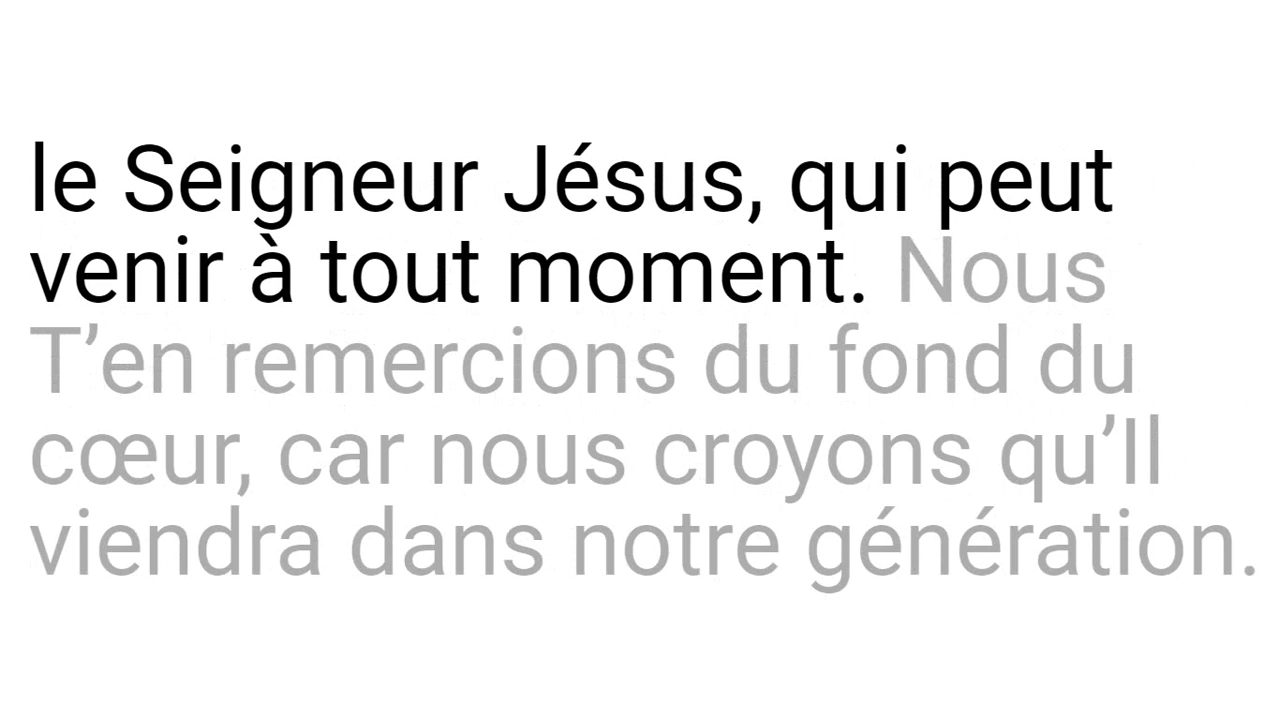 le Seigneur Jésus, qui peut
venir à tout moment. Nous
T’en remercions du fond du
cœur, car nous croyons qu’Il
viendra dans notre génération.